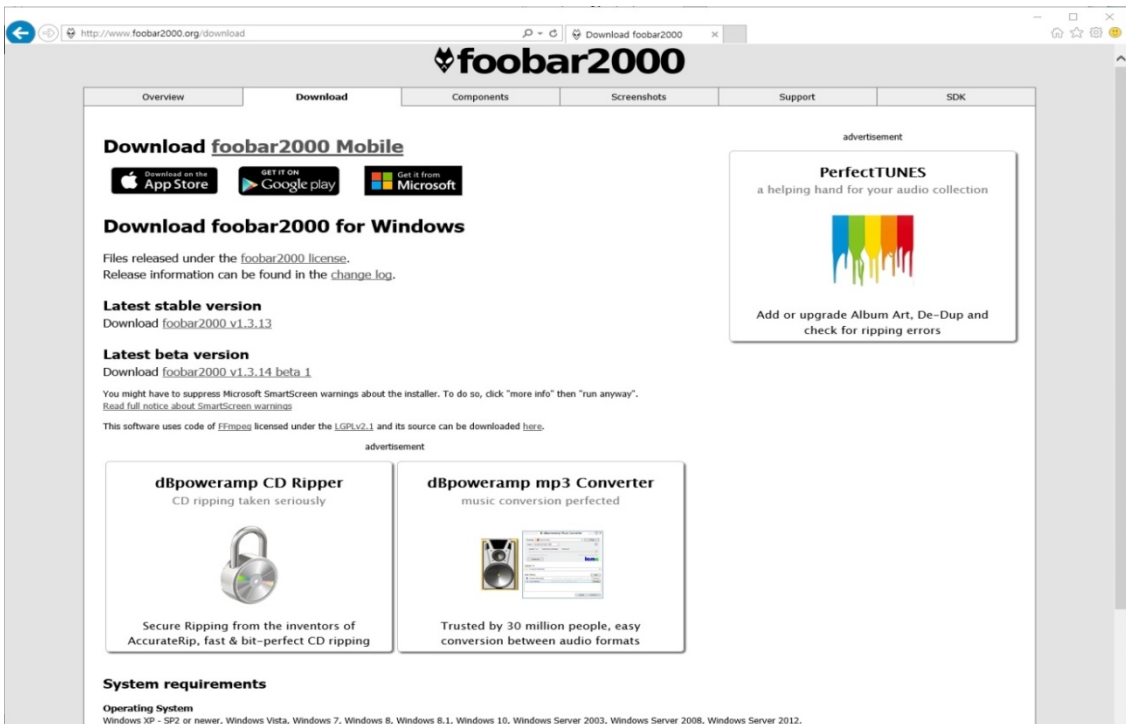 http://www.foobar2000.org/download
Download foobar2000
foobar2000
Overview
Download
Components
Screenshots
Support
SDK
Download foobar2000 Mobile
Download on the
App Store
GET IT ON
Google play
Get it from
Microsoft
Download foobar2000 for Windows
Files released under the foobar2000 license.
Release information can be found in the change log.
Latest stable version
Download foobar2000 v1.3.13
Latest beta version
Download foobar2000 v1.3.14 beta 1
You might have to suppress Microsoft SmartScreen warnings about the installer. To do so, click "more info" then "run anyway".
Read full notice about SmartScreen warnings
This software uses code of FFmpeg licensed under the LGPLv2.1 and its source can be downloaded here.
advertisement
PerfectTUNES
a helping hand for your audio collection
Add or upgrade Album Art, De-Dup and
check for ripping errors
advertisement
dBpoweramp CD Ripper
CD ripping taken seriously
Secure Ripping from the inventors of
AccurateRip, fast & bit-perfect CD ripping
dBpoweramp mp3 Converter
music conversion perfected
Trusted by 30 million people, easy
conversion between audio formats
System requirements
Operating System
Windows XP - SP2 or newer, Windows Vista, Windows 7, Windows 8, Windows 8.1, Windows 10, Windows Server 2003, Windows Server 2008, Windows Server 2012.